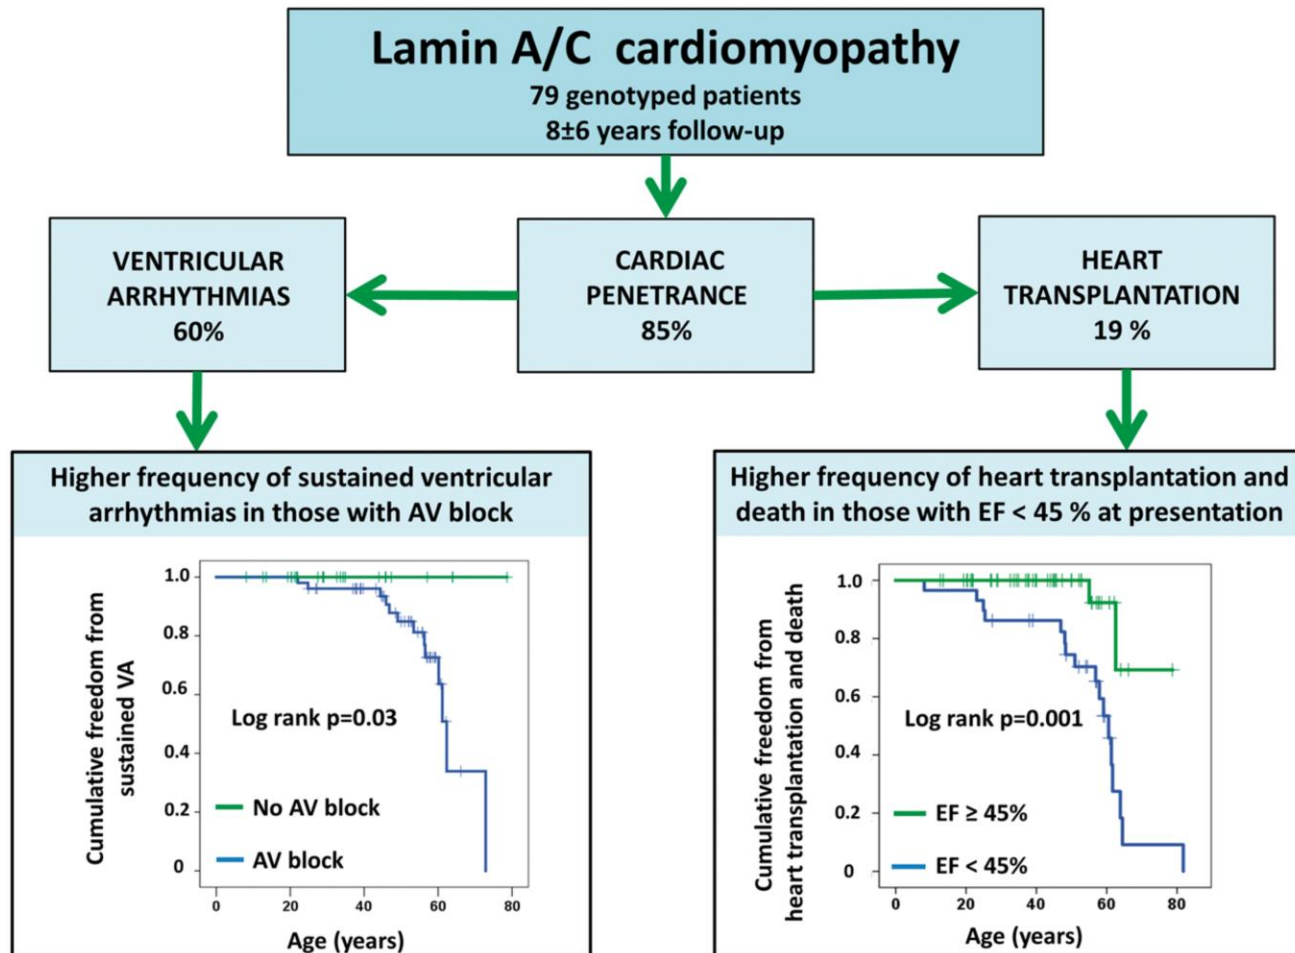 Lamin A/C cardiomyopathy
79 genotyped patients
8±6 years follow-up
VENTRICULAR
ARRHYTHMIAS
60%
CARDIAC
PENETRANCE
85%
HEART
TRANSPLANTATION
19 %
Higher frequency of sustained ventricular
arrhythmias in those with AV block
Cumulative freedom from
sustained VA
1.0
0.8
0.6
0.4
0.2
0
Log rank p=0.03
No AV block
AV block
0 20 40 60 80
Age (years)
Higher frequency of heart transplantation and
death in those with EF < 45 % at presentation
Cumulative freedom from
heart transplantation and death
1.0
0.8
0.6
0.4
0.2
0
Log rank p=0.001
EF ≥ 45%
EF < 45%
0 20 40 60 80
Age (years)